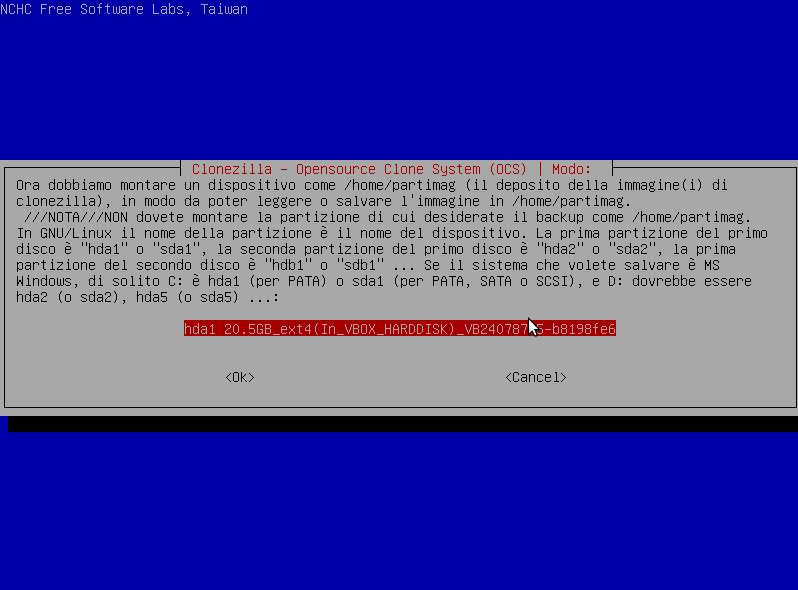 NCHC Free Software Labs, Taiwan
Clonezilla - Opensource Clone System (OCS) | Modo:
Ora dobbiamo montare un dispositivo come /home/partimag (il deposito della immagine(i) di
clonezilla), in modo da poter leggere o salvare l'immagine in /home/partimag.
///NOTA///NON dovete montare la partizione di cui desiderate il backup come /home/partimag.
In GNU/Linux il nome della partizione è il nome del dispositivo. La prima partizione del primo
disco è "hda1" o "sda1", la seconda partizione del primo disco è "hda2" o "sda2", la prima
partizione del secondo disco è "hdb1" o "sdb1" ... Se il sistema che volete salvare è MS
Windows, di solito C: è hda1 (per PATA) o sda1 (per PATA, SATA o SCSI), e D: dovrebbe essere
hda2 (o sda2), hda5 (o sda5) ...:
hda1 20.5GB_ext4(In_VBOX_HARDDISK)
<Ok> <Cancel>